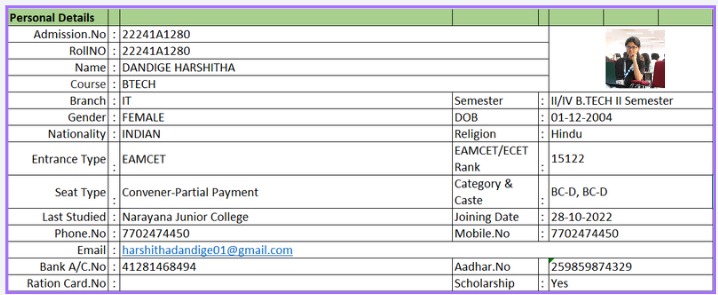 Personal Details
Admission.No : 22241A1280
RollNO : 22241A1280
Name : DANDIGE HARSHITHA
Course : BTECH
Branch : IT Semester : II/IV B.TECH II Semester
Gender : FEMALE DOB : 01-12-2004
Nationality : INDIAN Religion : Hindu
Entrance Type : EAMCET EAMCET/ECET Rank : 15122
Seat Type : Convener-Partial Payment Category & Caste : BC-D, BC-D
Last Studied : Narayana Junior College Joining Date : 28-10-2022
Phone.No : 7702474450 Mobile.No : 7702474450
Email : harshithadandige01@gmail.com
Bank A/C.No : 41281468494 Aadhar.No : 259859874329
Ration Card.No : Scholarship : Yes